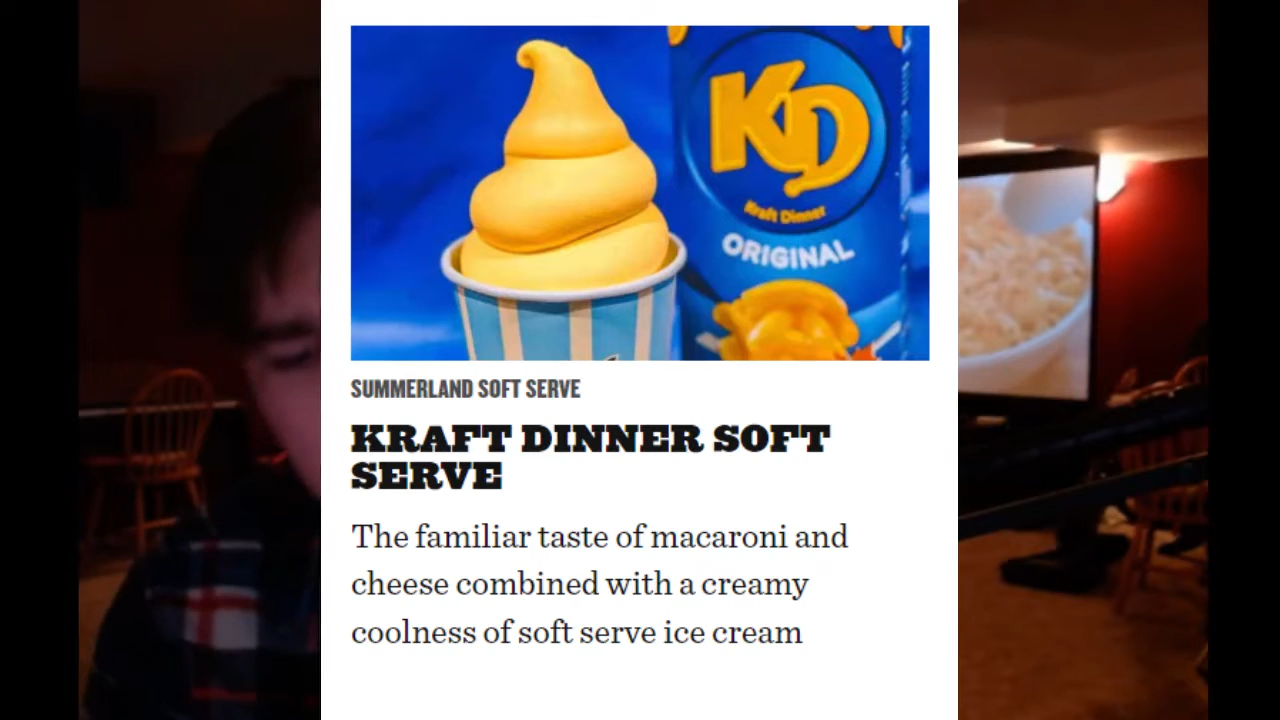 KD
Kraft Dinner
ORIGINAL
SUMMERLAND SOFT SERVE
KRAFT DINNER SOFT
SERVE
The familiar taste of macaroni and
cheese combined with a creamy
coolness of soft serve ice cream